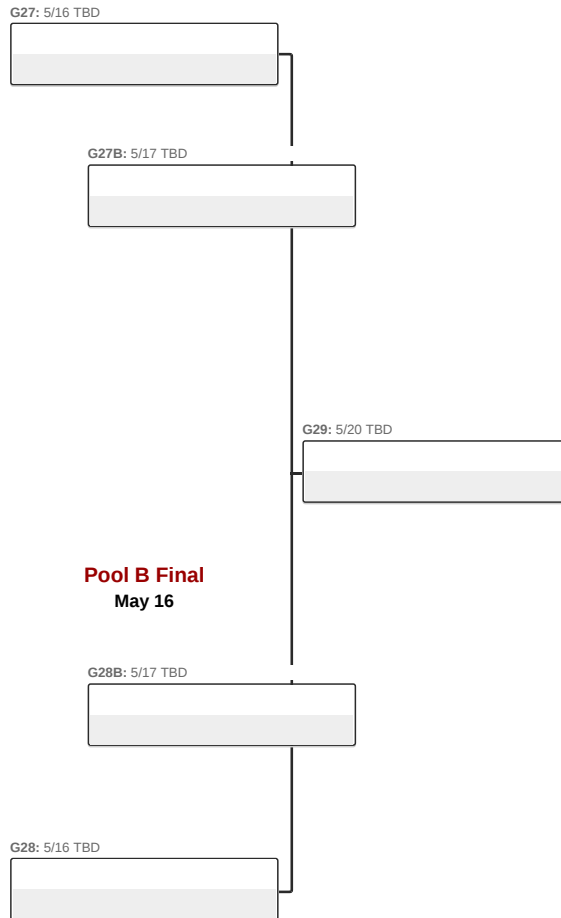 G27: 5/16 TBD
G27B: 5/17 TBD
G29: 5/20 TBD
Pool B Final
May 16
G28B: 5/17 TBD
G28: 5/16 TBD